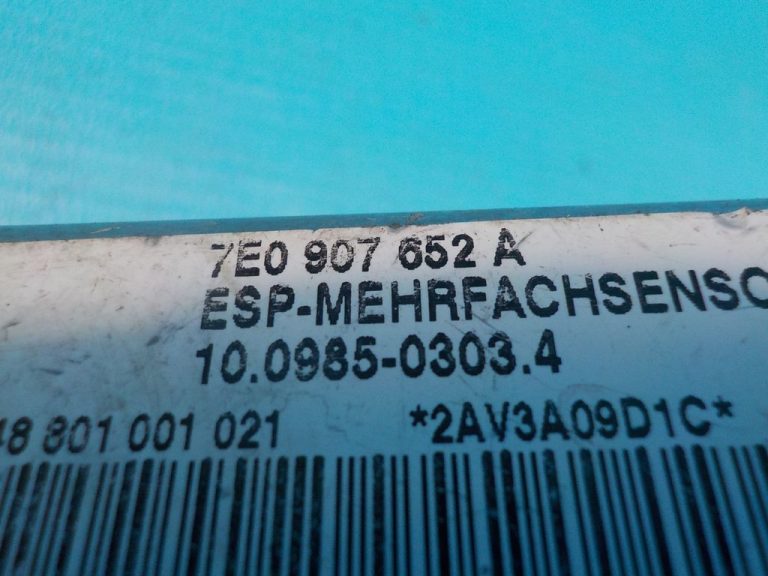 7E0 907 652 A
ESP-MEHRFACHSENSO
10.0985-0303.4
48 801 001 021 *2AV3A09D1C*